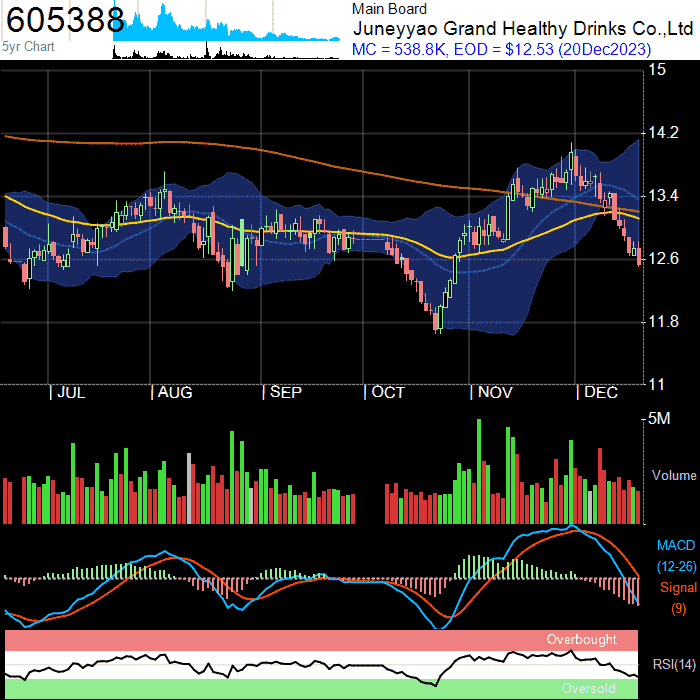 605388
5yr Chart
Main Board
Juneyyao Grand Healthy Drinks Co.,Ltd
MC = 538.8K, EOD = $12.53 (20Dec2023)
15
14.2
13.4
12.6
11.8
11
JUL
AUG
SEP
OCT
NOV
DEC
5M
Volume
MACD
(12-26)
Signal
(9)
Overbought
RSI(14)
Oversold